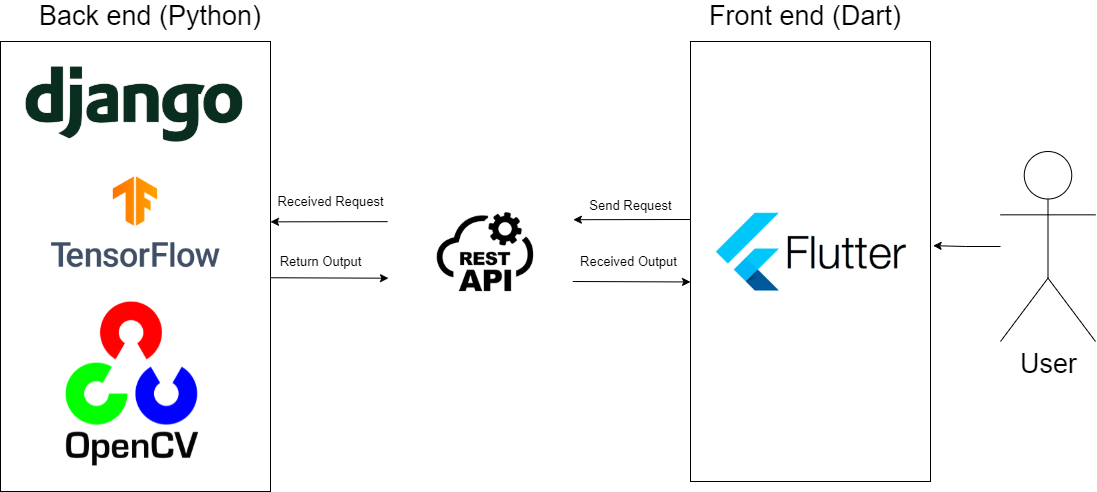 Back end (Python)
Front end (Dart)
django
TensorFlow
OpenCV
Received Request
Return Output
REST
API
Send Request
Received Output
Flutter
User